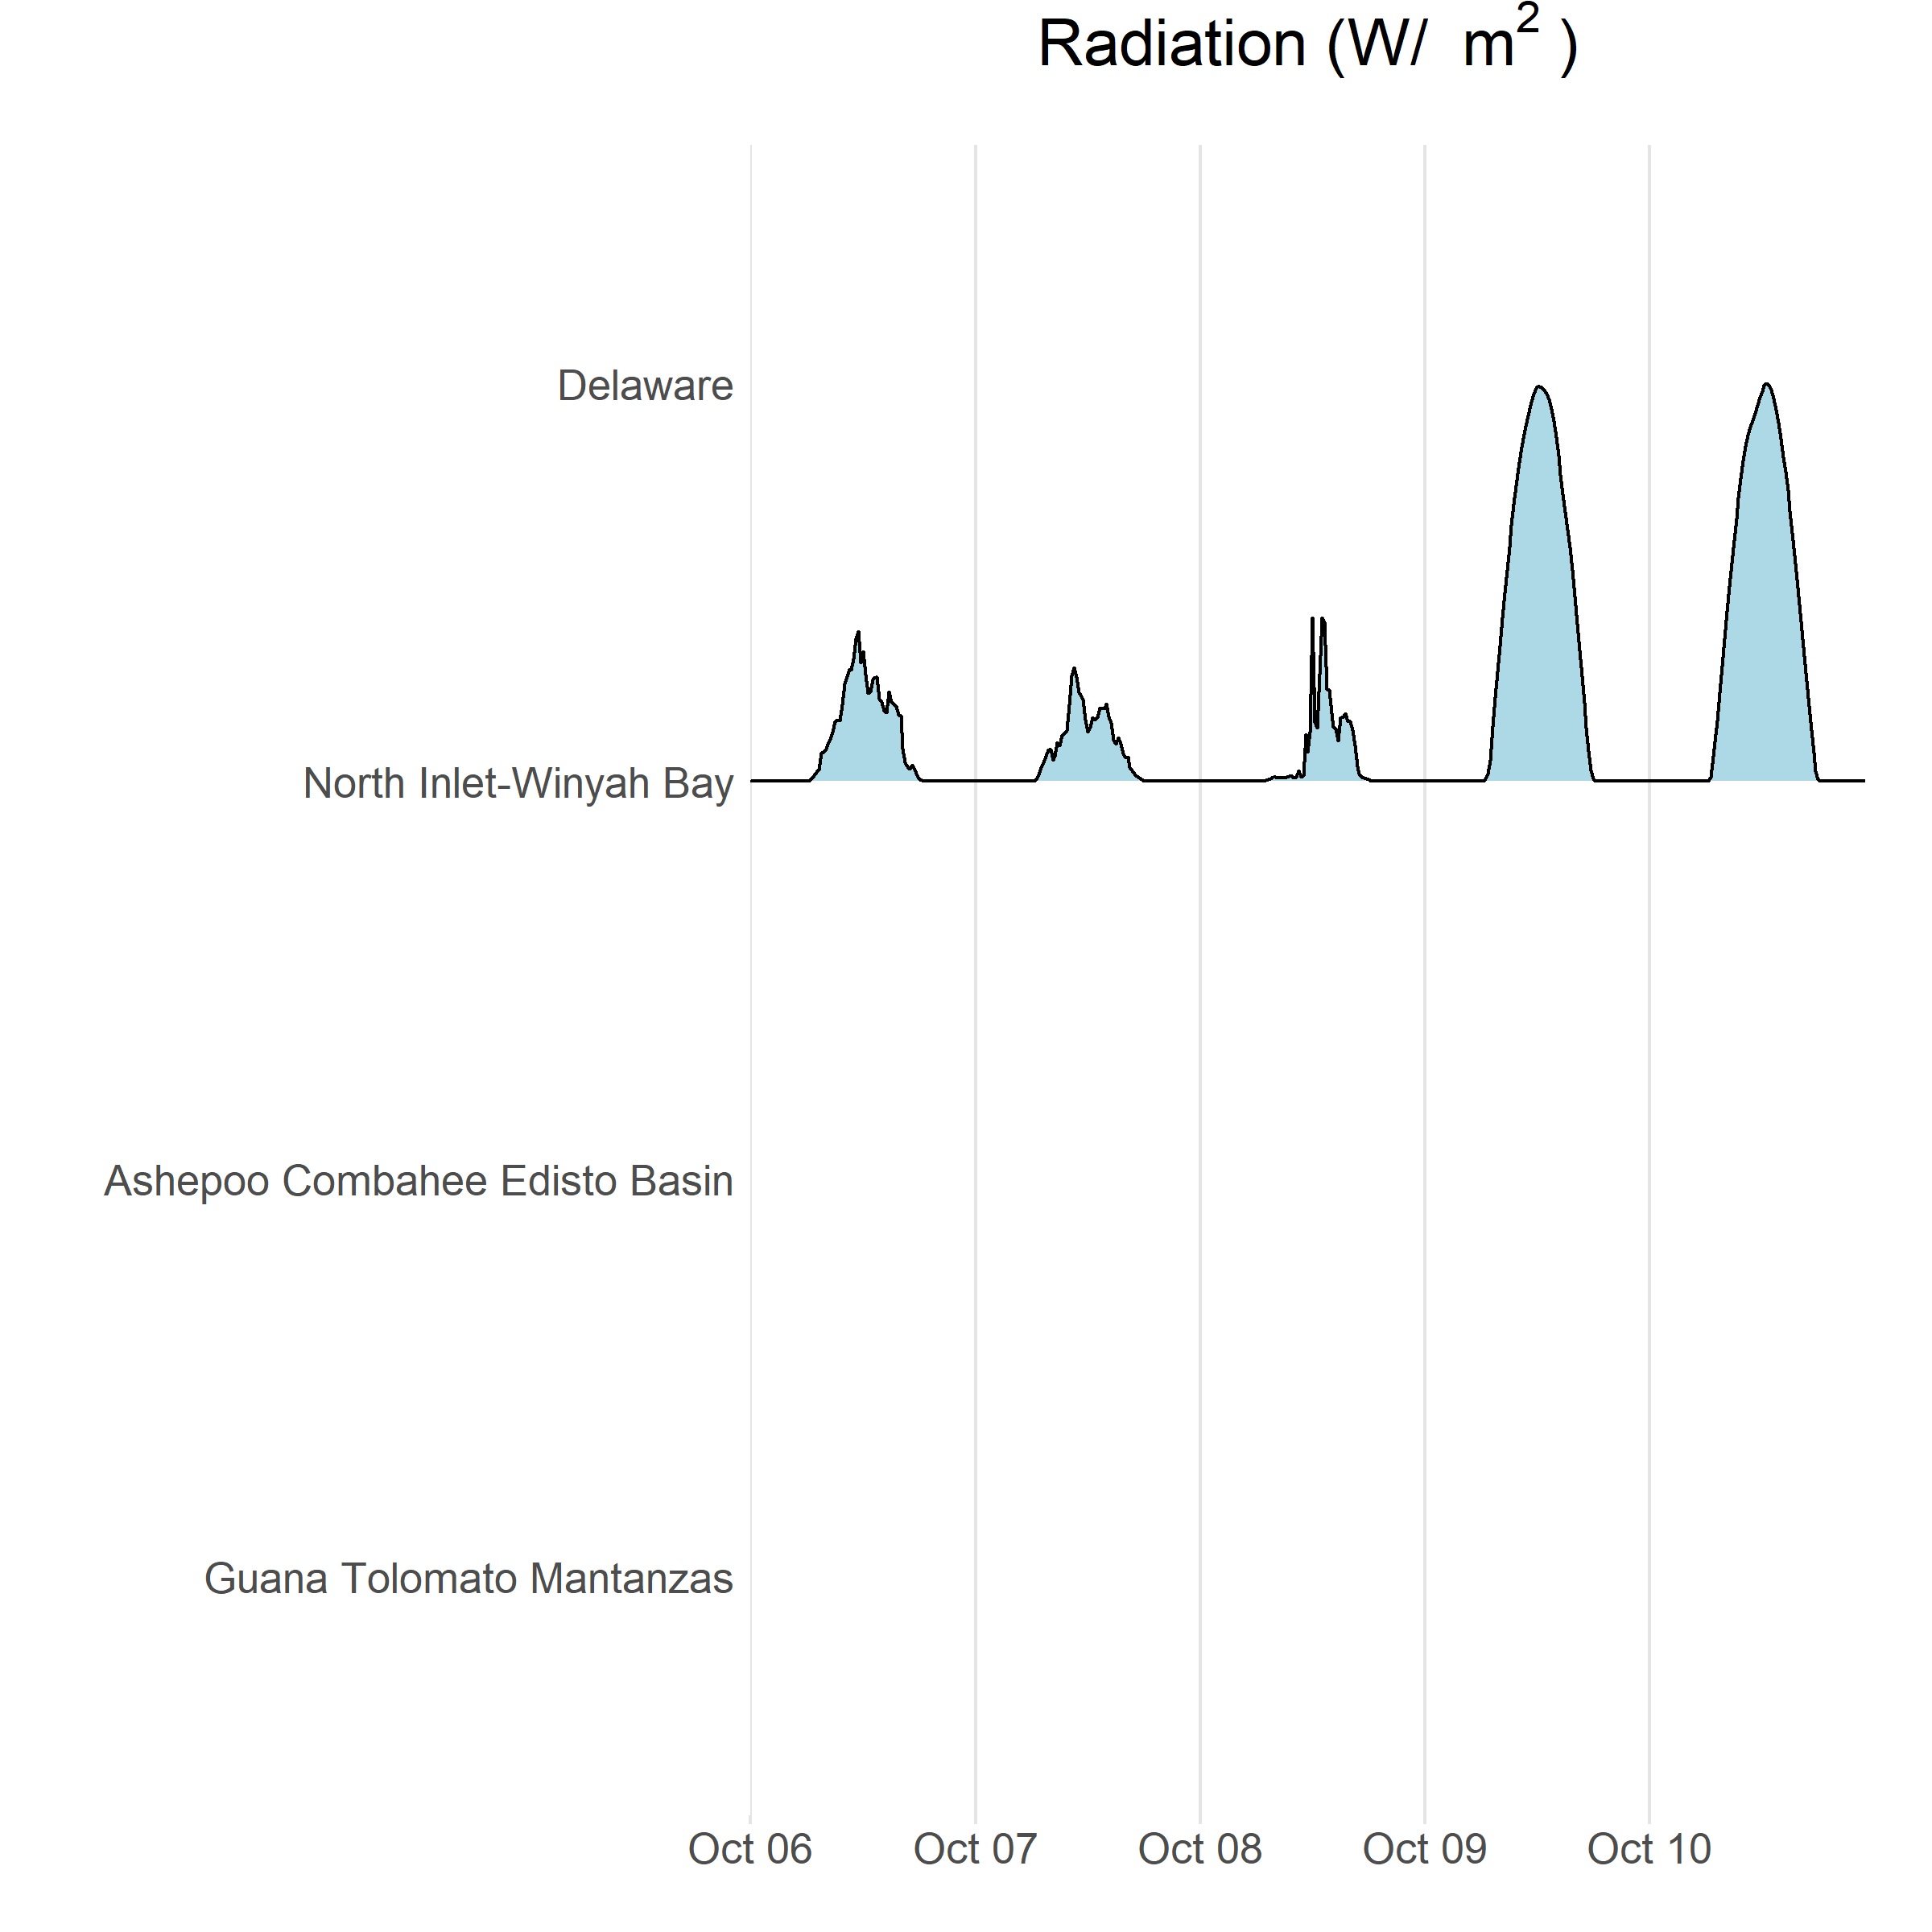 Radiation (W/ m² )
Delaware
North Inlet-Winyah Bay
Ashepoo Combahee Edisto Basin
Guana Tolomato Mantanzas
Oct 06 Oct 07 Oct 08 Oct 09 Oct 10